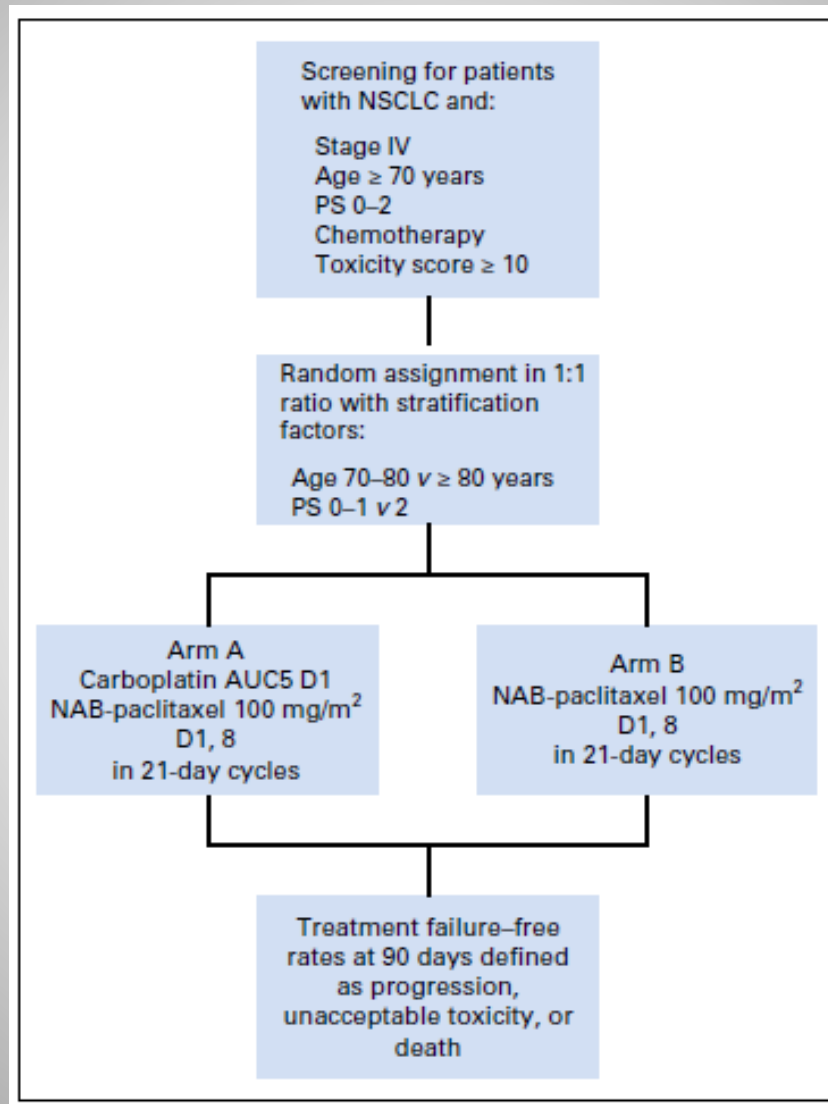 Screening for patients
with NSCLC and:
Stage IV
Age ≥ 70 years
PS 0–2
Chemotherapy
Toxicity score ≥ 10
Random assignment in 1:1
ratio with stratification
factors:
Age 70–80 v ≥ 80 years
PS 0–1 v 2
Arm A
Carboplatin AUC5 D1
NAB-paclitaxel 100 mg/m²
D1, 8
in 21-day cycles
Arm B
NAB-paclitaxel 100 mg/m²
D1, 8
in 21-day cycles
Treatment failure–free
rates at 90 days defined
as progression,
unacceptable toxicity, or
death